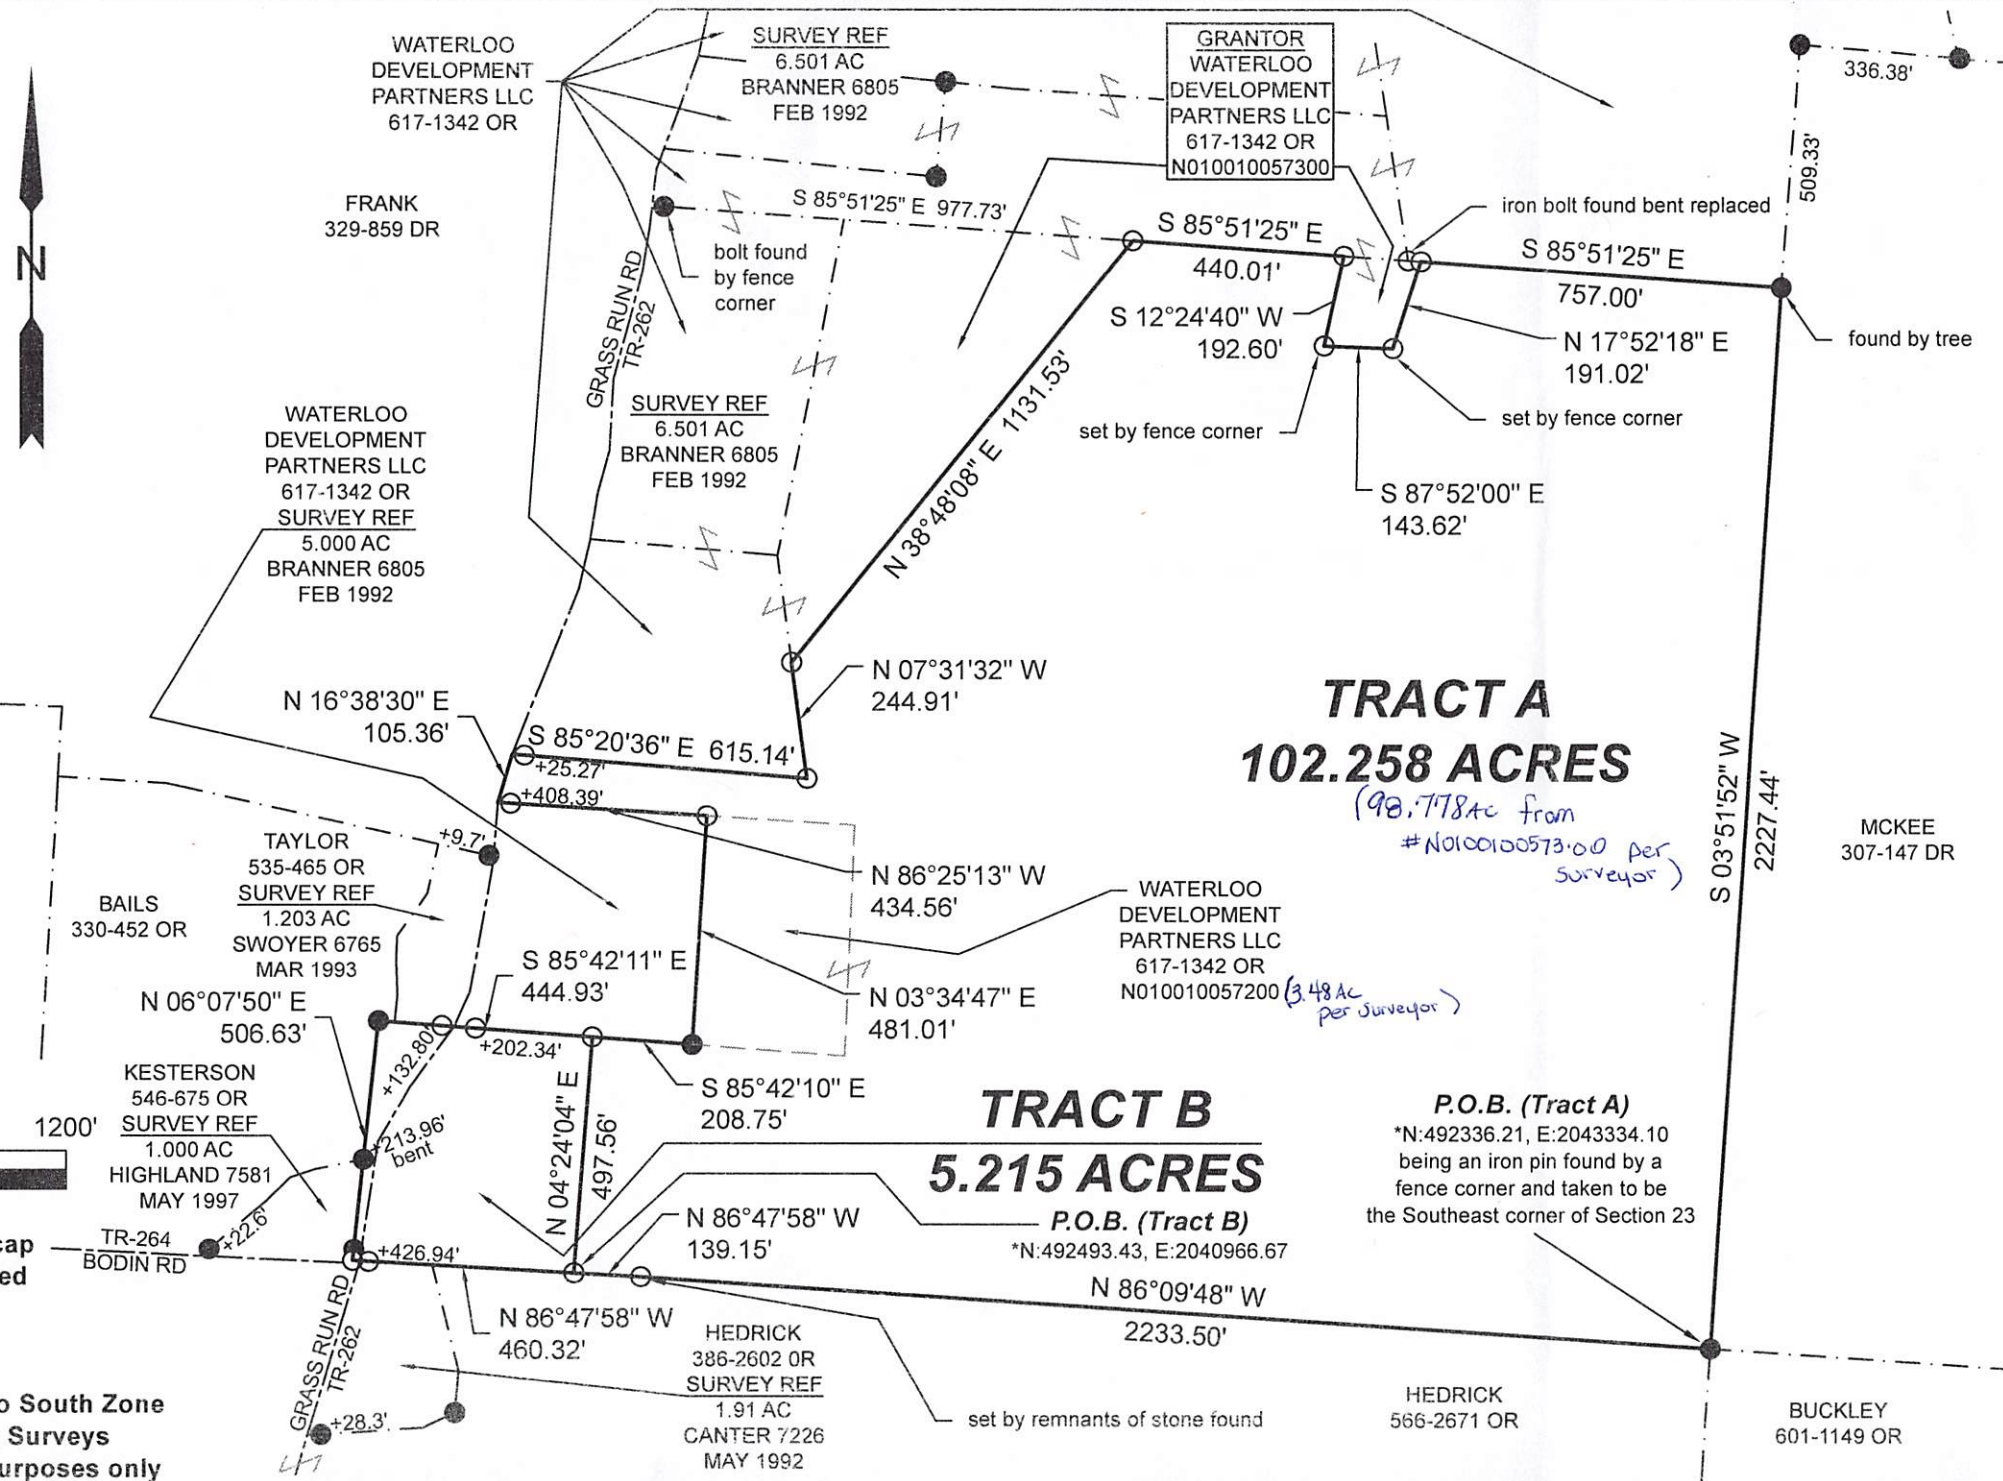 WATERLOO
DEVELOPMENT
PARTNERS LLC
617-1342 OR
SURVEY REF
6.501 AC
BRANNER 6805
FEB 1992
GRANTOR
WATERLOO
DEVELOPMENT
PARTNERS LLC
617-1342 OR
N010010057300
336.38'
509.33'
FRANK
329-859 DR
N
S 85°51'25" E 977.73'
bolt found
by fence
corner
GRASS RUN RD
TR-262
S 85°51'25" E
440.01'
iron bolt found bent replaced
S 85°51'25" E
757.00'
S 12°24'40" W
192.60'
N 17°52'18" E
191.02'
found by tree
set by fence corner
set by fence corner
S 87°52'00" E
143.62'
N 38°48'08" E 1131.53'
SURVEY REF
6.501 AC
BRANNER 6805
FEB 1992
WATERLOO
DEVELOPMENT
PARTNERS LLC
617-1342 OR
SURVEY REF
5.000 AC
BRANNER 6805
FEB 1992
N 07°31'32" W
244.91'
N 16°38'30" E
105.36'
S 85°20'36" E 615.14'
+25.27'
+408.39'
TRACT A
102.258 ACRES
(98.778AC from
#N0100100573.00 per
surveyor)
S 03°51'52" W
2227.44'
MCKEE
307-147 DR
+9.7'
TAYLOR
535-465 OR
SURVEY REF
1.203 AC
SWOYER 6765
MAR 1993
BAILS
330-452 OR
N 86°25'13" W
434.56'
WATERLOO
DEVELOPMENT
PARTNERS LLC
617-1342 OR
N010010057200 (3.48 AC
per surveyor)
S 85°42'11" E
444.93'
N 03°34'47" E
481.01'
N 06°07'50" E
506.63'
+132.80'
+202.34'
S 85°42'10" E
208.75'
KESTERSON
546-675 OR
SURVEY REF
1.000 AC
HIGHLAND 7581
MAY 1997
1200'
+213.96'
bent
N 04°24'04" E
497.56'
TRACT B
5.215 ACRES
P.O.B. (Tract B)
*N:492493.43, E:2040966.67
P.O.B. (Tract A)
*N:492336.21, E:2043334.10
being an iron pin found by a
fence corner and taken to be
the Southeast corner of Section 23
+22.6'
TR-264
BODIN RD
cap
ed
+426.94'
N 86°47'58" W
139.15'
N 86°09'48" W
2233.50'
N 86°47'58" W
460.32'
GRASS RUN RD
TR-262
+28.3'
HEDRICK
386-2602 OR
SURVEY REF
1.91 AC
CANTER 7226
MAY 1992
set by remnants of stone found
HEDRICK
566-2671 OR
BUCKLEY
601-1149 OR
o South Zone
Surveys
urposes only